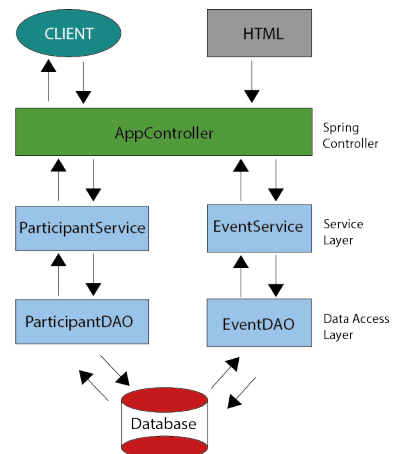 CLIENT
HTML
AppController
Spring
Controller
ParticipantService
EventService
Service
Layer
ParticipantDAO
EventDAO
Data Access
Layer
Database